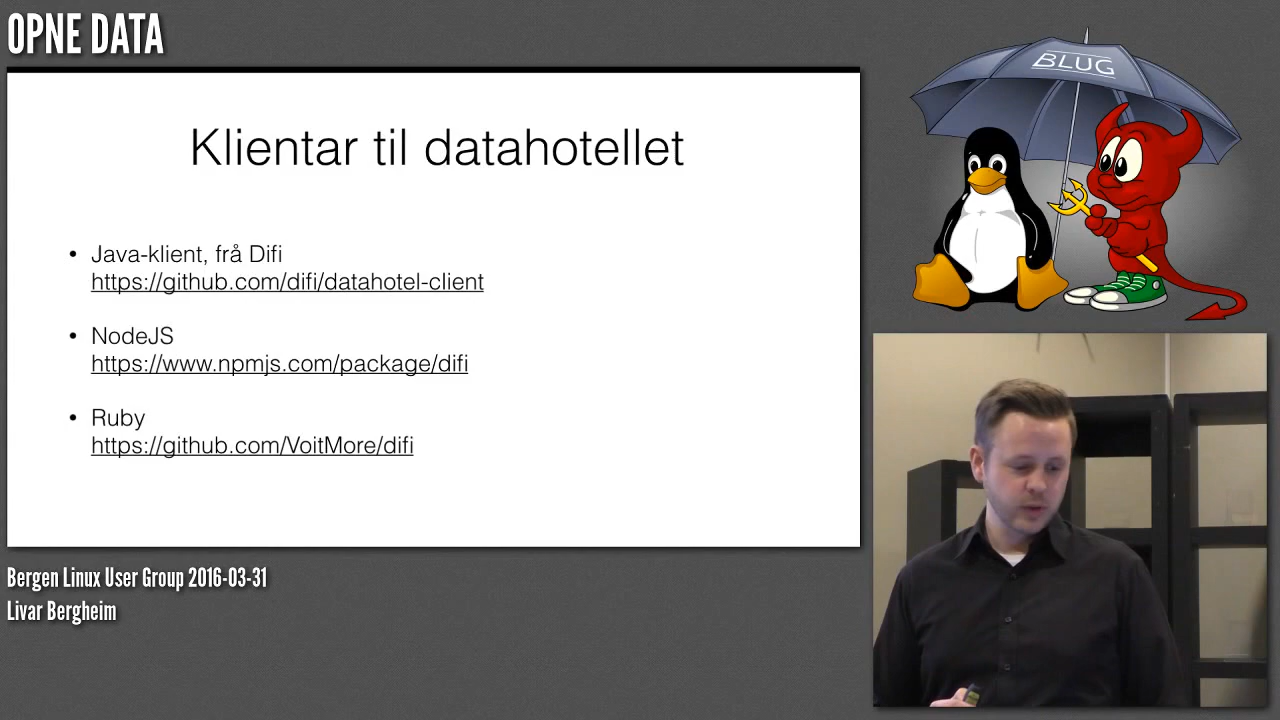 OPNE DATA
BLUG
Klientar til datahotellet
• Java-klient, frå Difi
https://github.com/difi/datahotel-client
• NodeJS
https://www.npmjs.com/package/difi
• Ruby
https://github.com/VoitMore/difi
Bergen Linux User Group 2016-03-31
Livar Bergheim